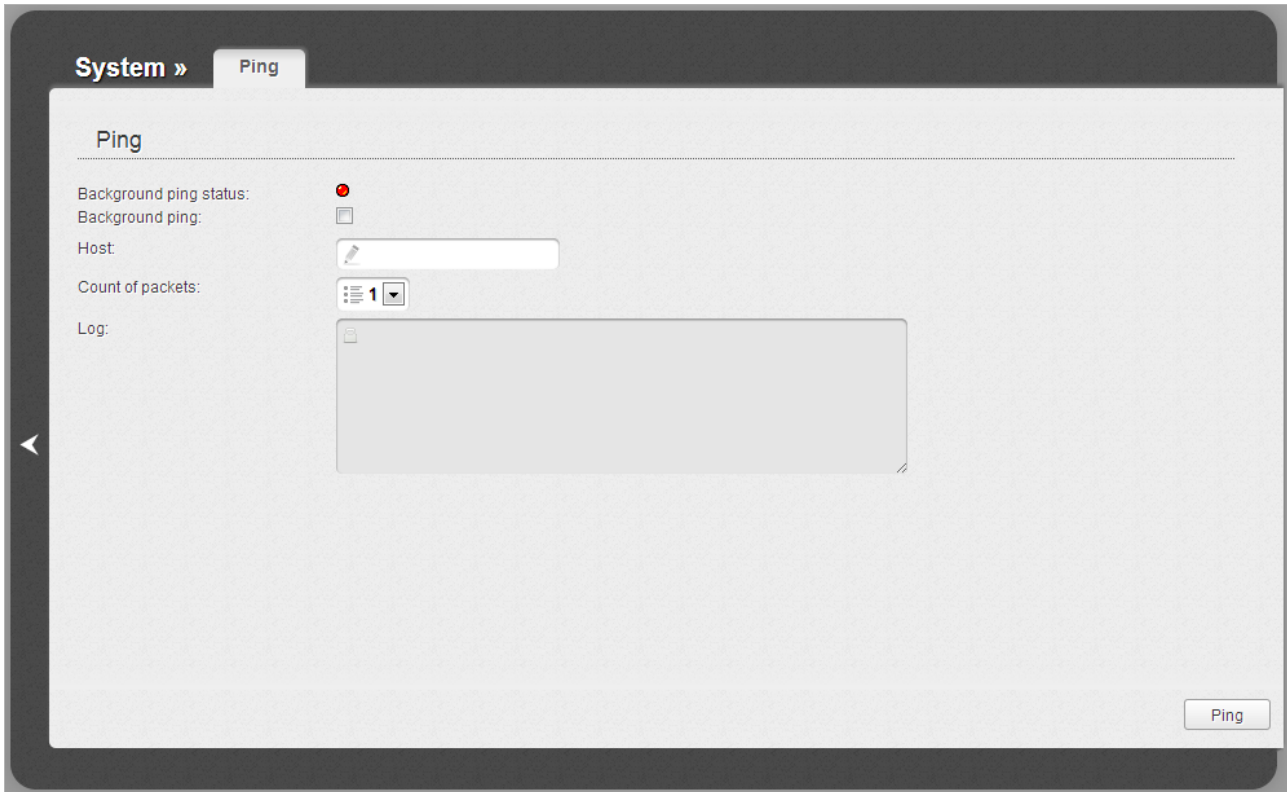 System »
Ping
Ping
Background ping status:
Background ping:
Host:
Count of packets:
1
Log:
Ping